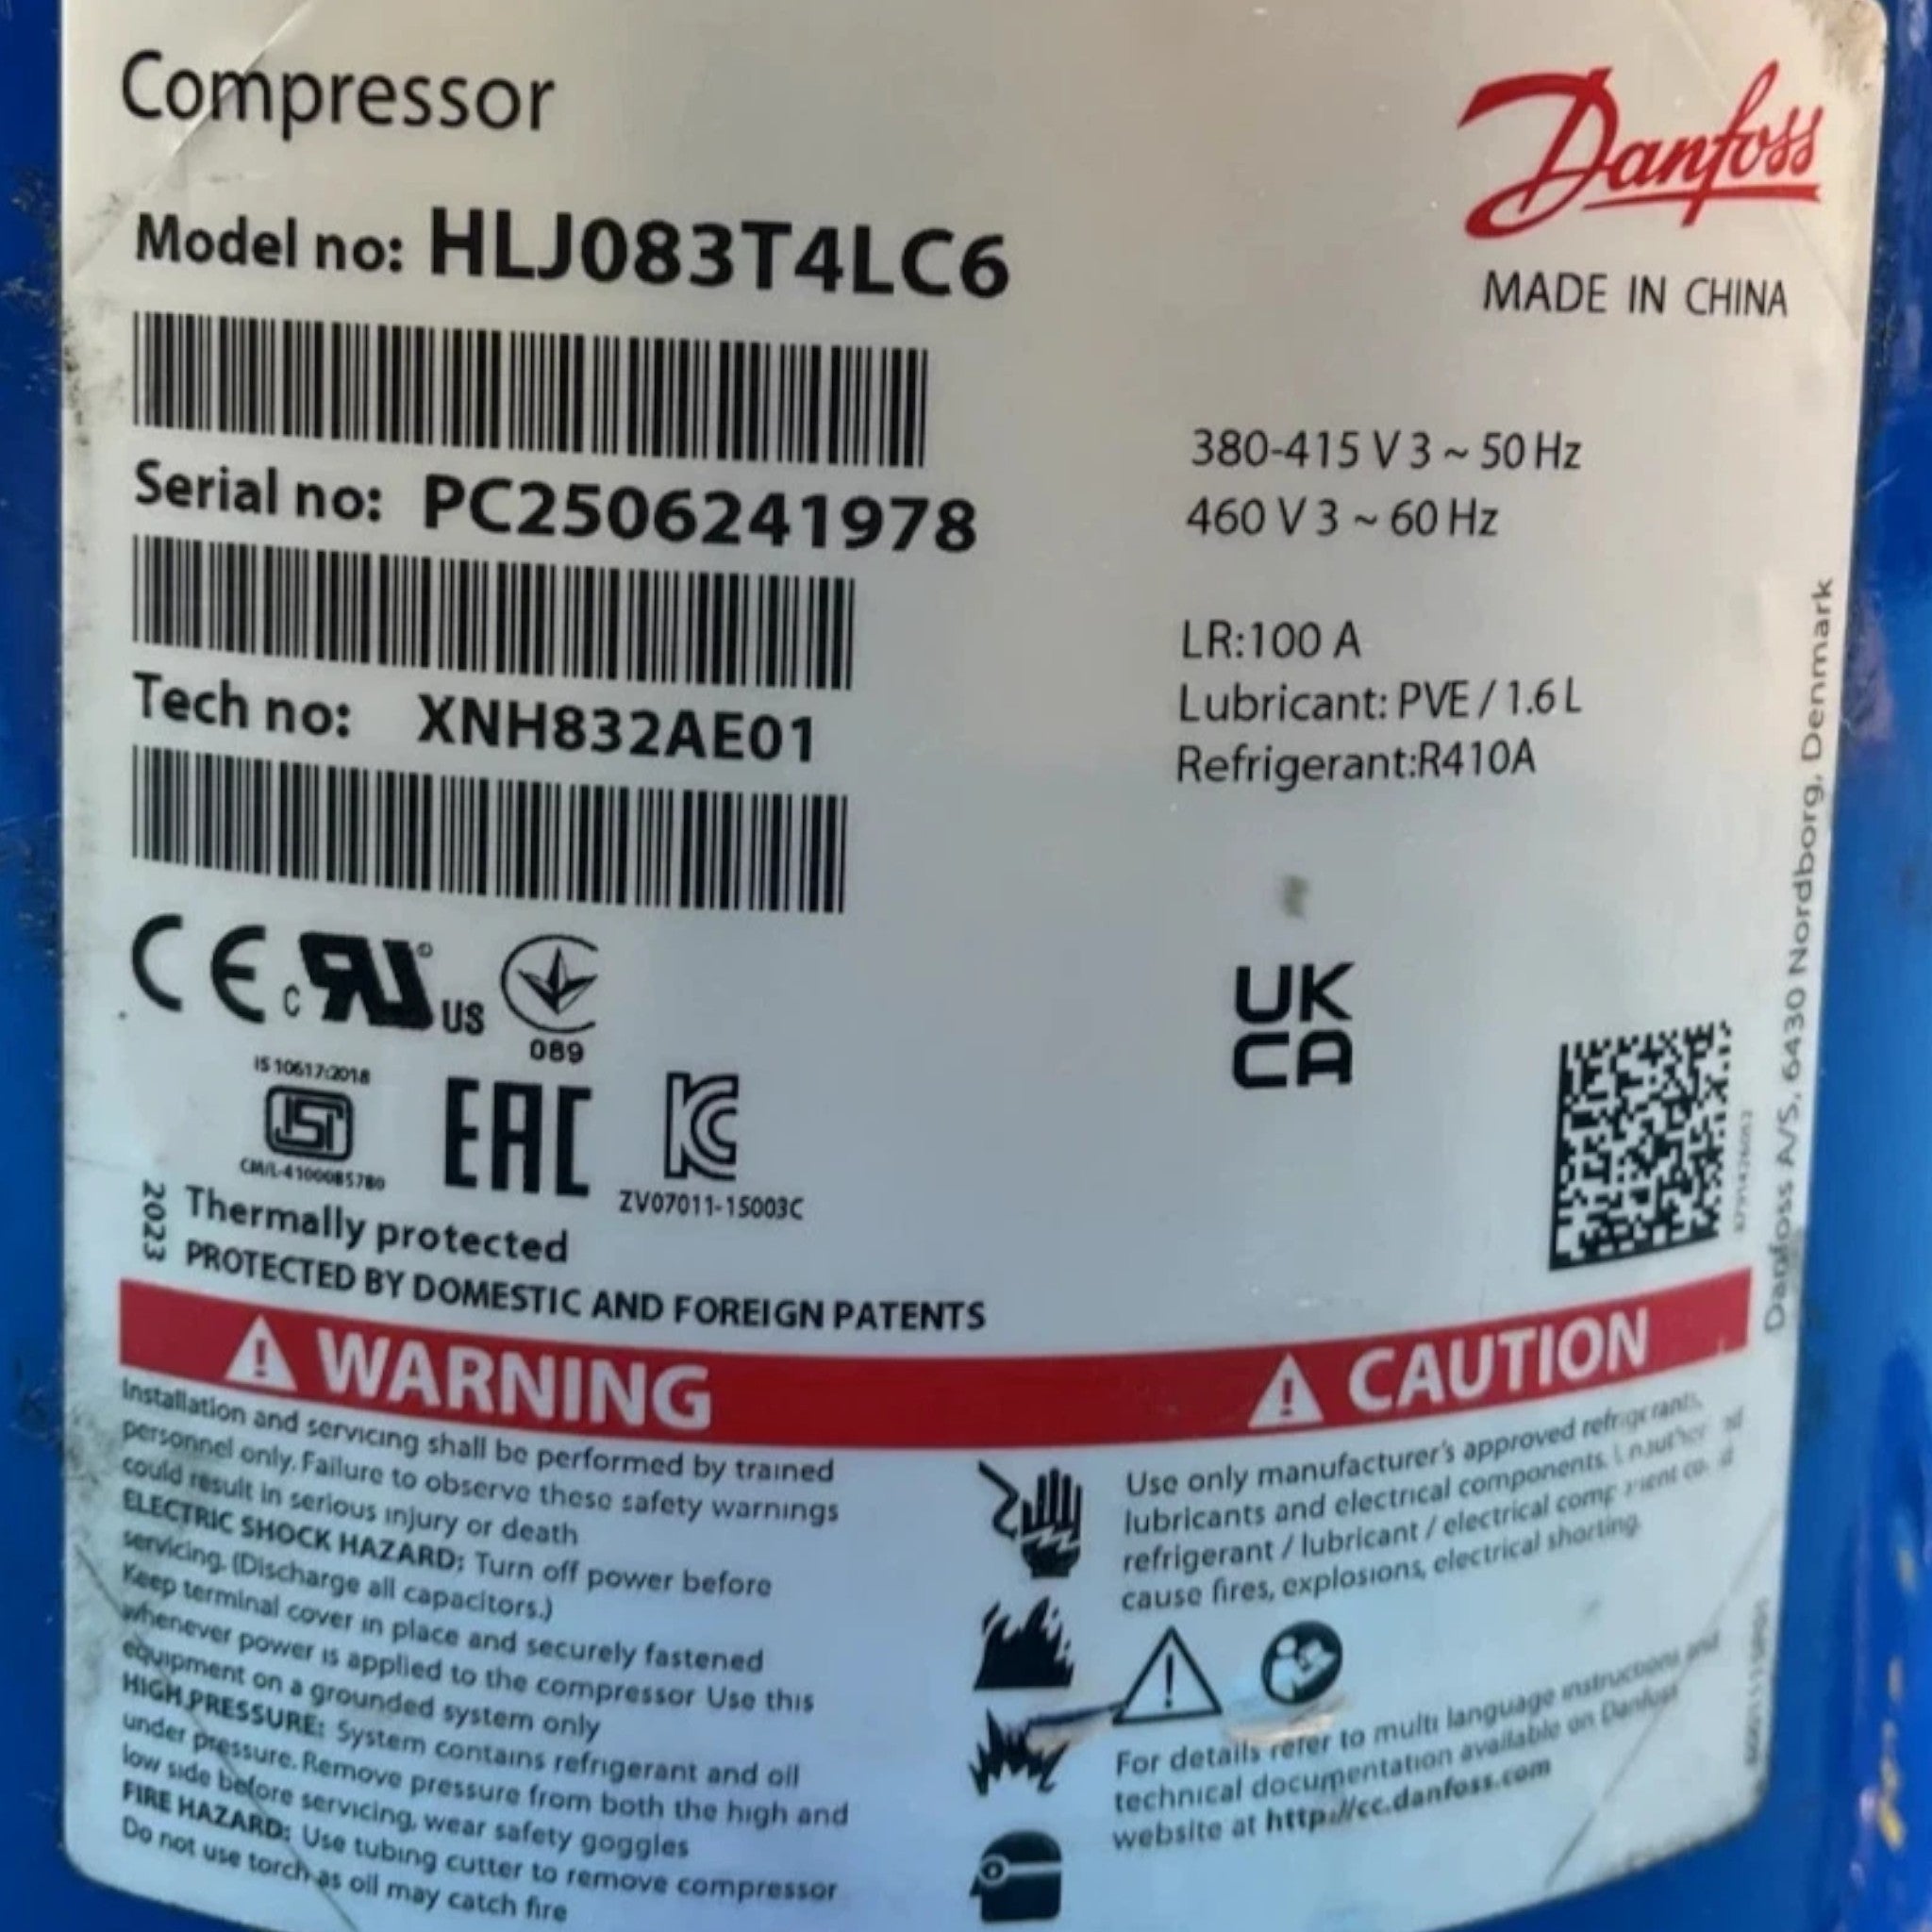 Compressor
Danfoss
MADE IN CHINA
Model no: HLJ083T4LC6
Serial no: PC2506241978
Tech no: XNH832AE01
380-415 V 3 ~ 50 Hz
460 V 3 ~ 60 Hz
LR:100 A
Lubricant: PVE / 1.6 L
Refrigerant:R410A
CE
c RU US
089
IS 10617:2018
ISI
CM/L-4100085780
EAC
KC
ZV07011-15003C
UK
CA
Danfoss A/S, 6430 Nordborg, Denmark
2023
Thermally protected
PROTECTED BY DOMESTIC AND FOREIGN PATENTS
WARNING
Installation and servicing shall be performed by trained
personnel only. Failure to observe these safety warnings
could result in serious injury or death
ELECTRIC SHOCK HAZARD: Turn off power before
servicing. (Discharge all capacitors.)
Keep terminal cover in place and securely fastened
whenever power is applied to the compressor Use this
equipment on a grounded system only
HIGH PRESSURE: System contains refrigerant and oil
under pressure. Remove pressure from both the high and
low side before servicing, wear safety goggles
FIRE HAZARD: Use tubing cutter to remove compressor
Do not use torch as oil may catch fire
CAUTION
Use only manufacturer's approved refrigerants,
lubricants and electrical components.
refrigerant / lubricant / electrical
cause fires, explosions, electrical shorting.
For details refer to multi language instructions and
technical documentation available on Danfoss
website at http://cc.danfoss.com